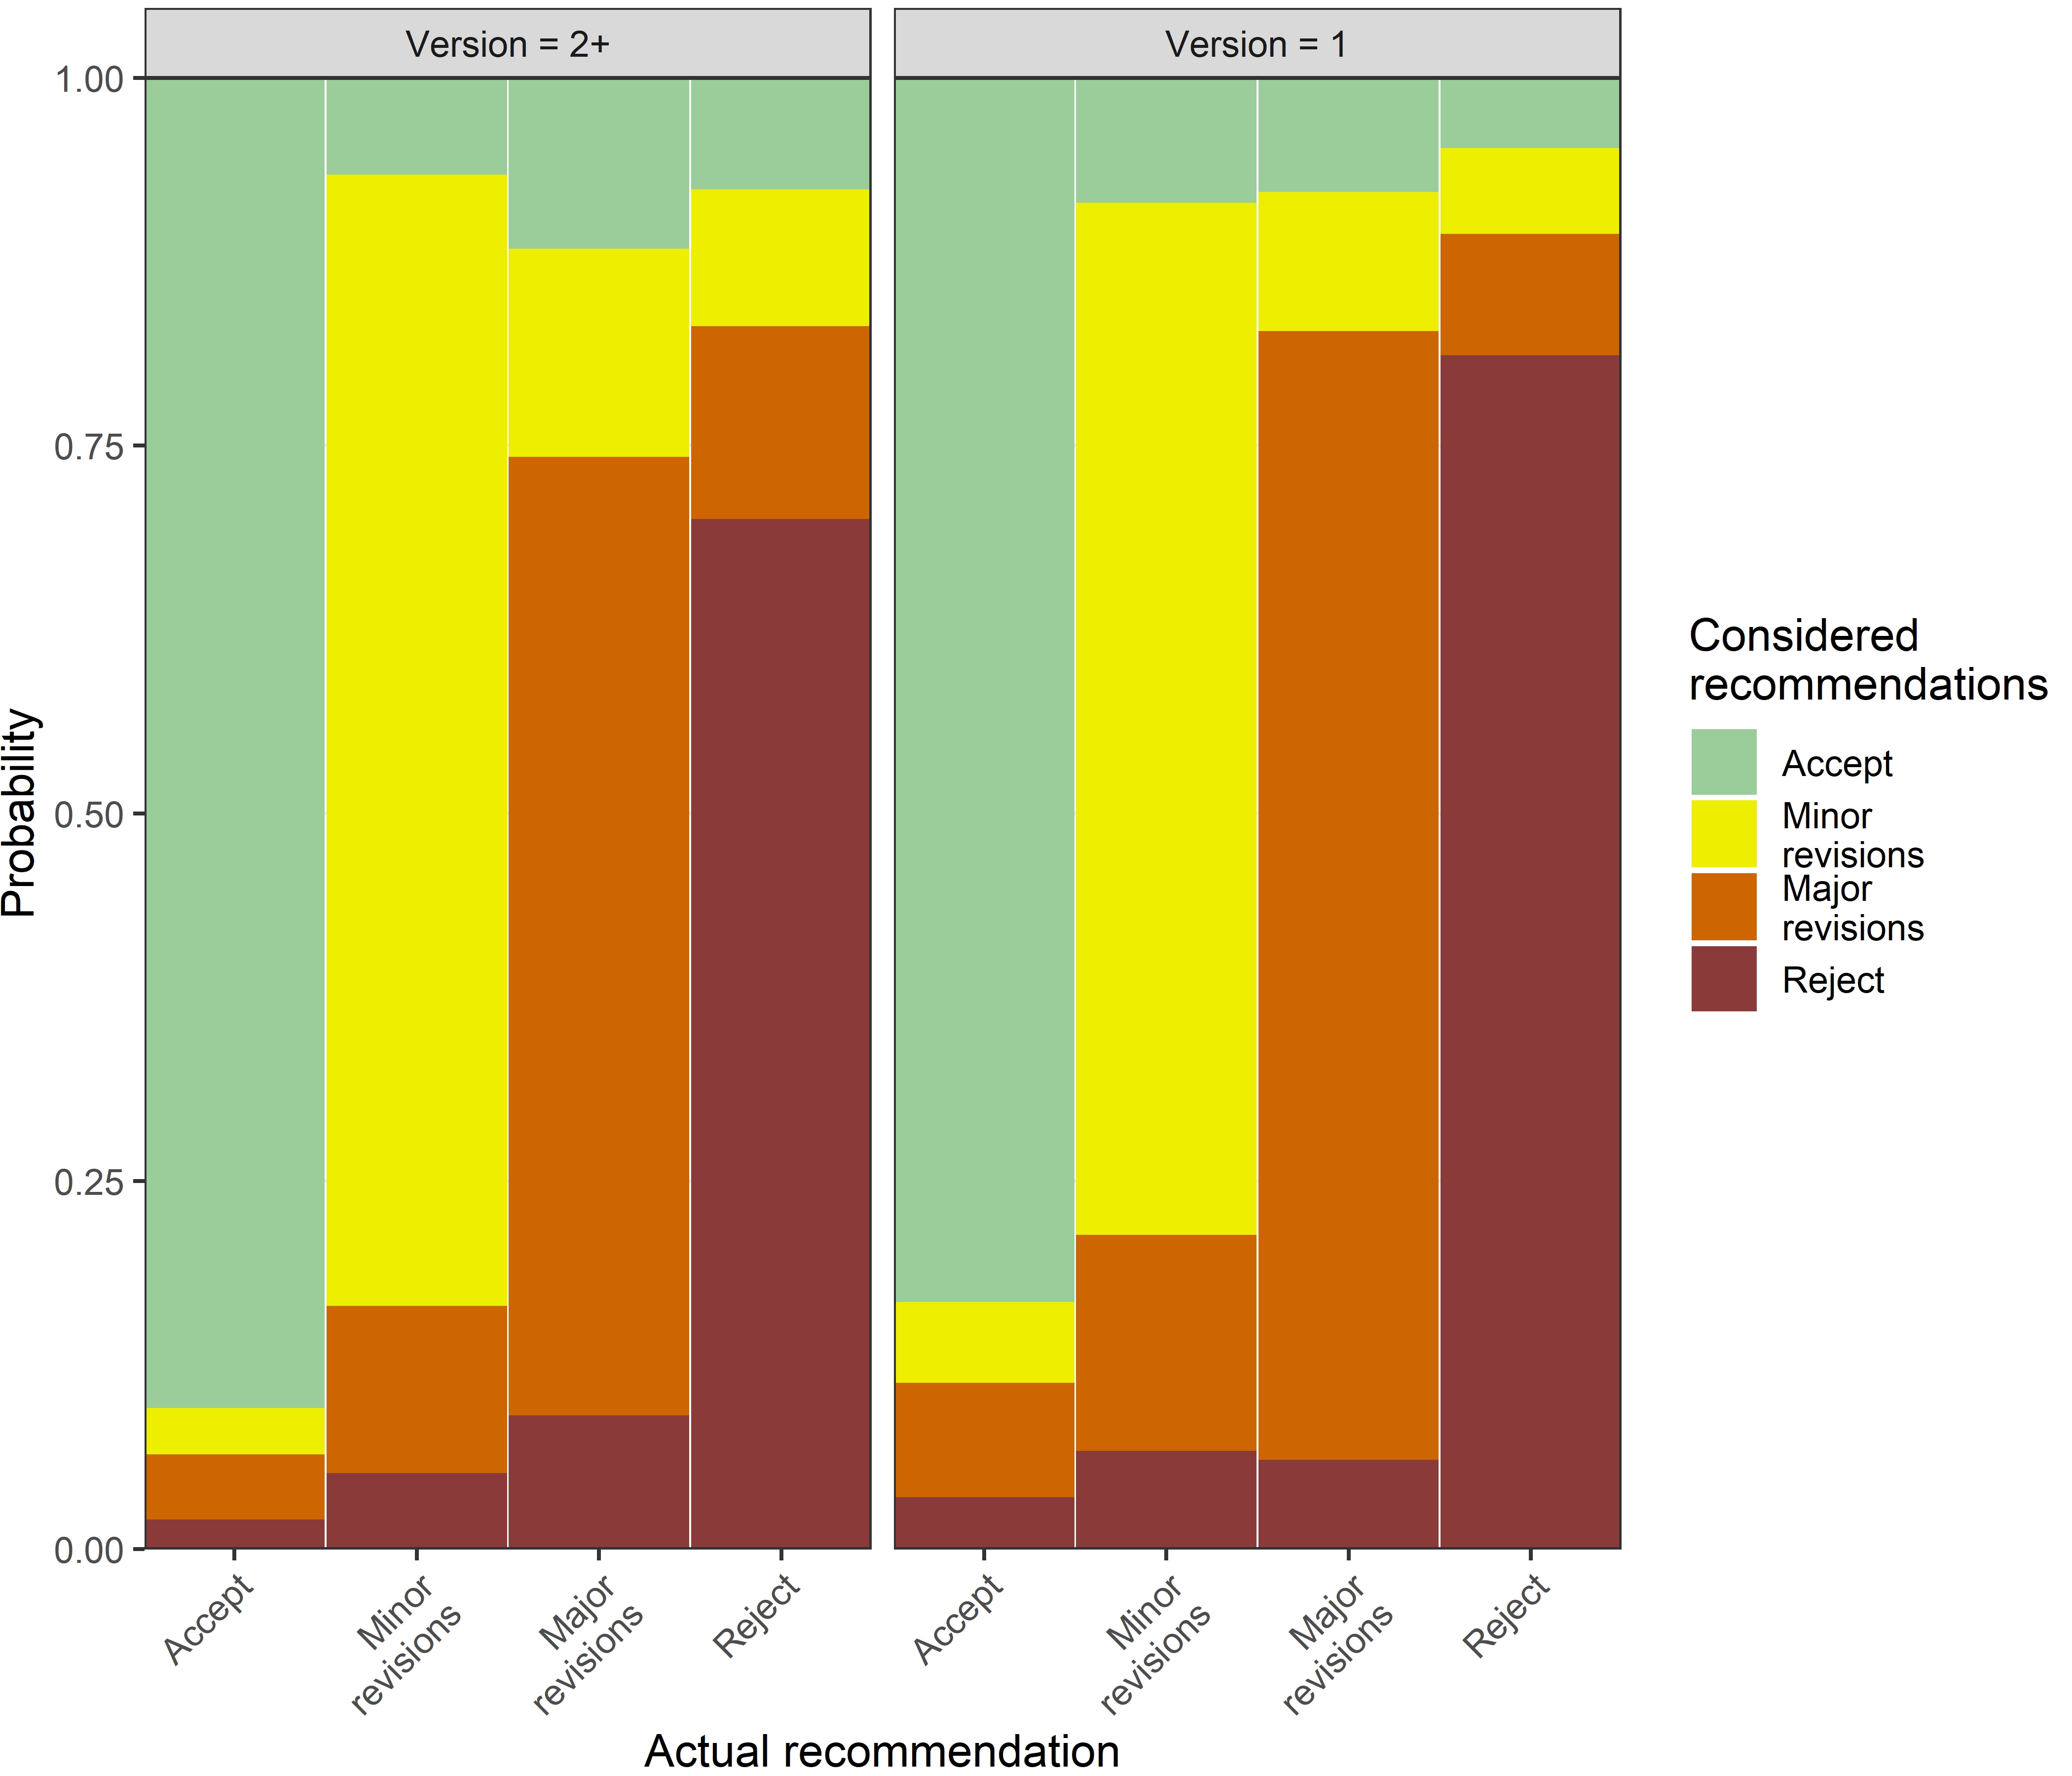 Version = 2+
Version = 1
1.00
0.75
0.50
0.25
0.00
Probability
Accept
Minor
revisions
Major
revisions
Reject
Accept
Minor
revisions
Major
revisions
Reject
Actual recommendation
Considered
recommendations
Accept
Minor
revisions
Major
revisions
Reject